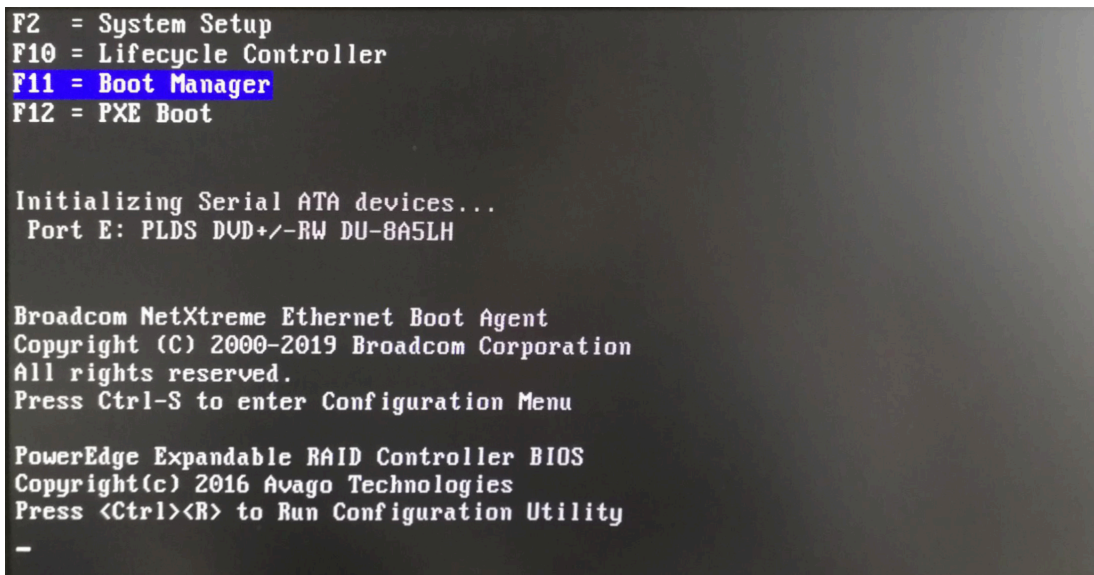 F2  = System Setup
F10 = Lifecycle Controller
F11 = Boot Manager
F12 = PXE Boot
Initializing Serial ATA devices...
Port E: PLDS DVD+/-RW DU-8A5LH
Broadcom NetXtreme Ethernet Boot Agent
Copyright (C) 2000-2019 Broadcom Corporation
All rights reserved.
Press Ctrl-S to enter Configuration Menu
PowerEdge Expandable RAID Controller BIOS
Copyright(c) 2016 Avago Technologies
Press <Ctrl><R> to Run Configuration Utility